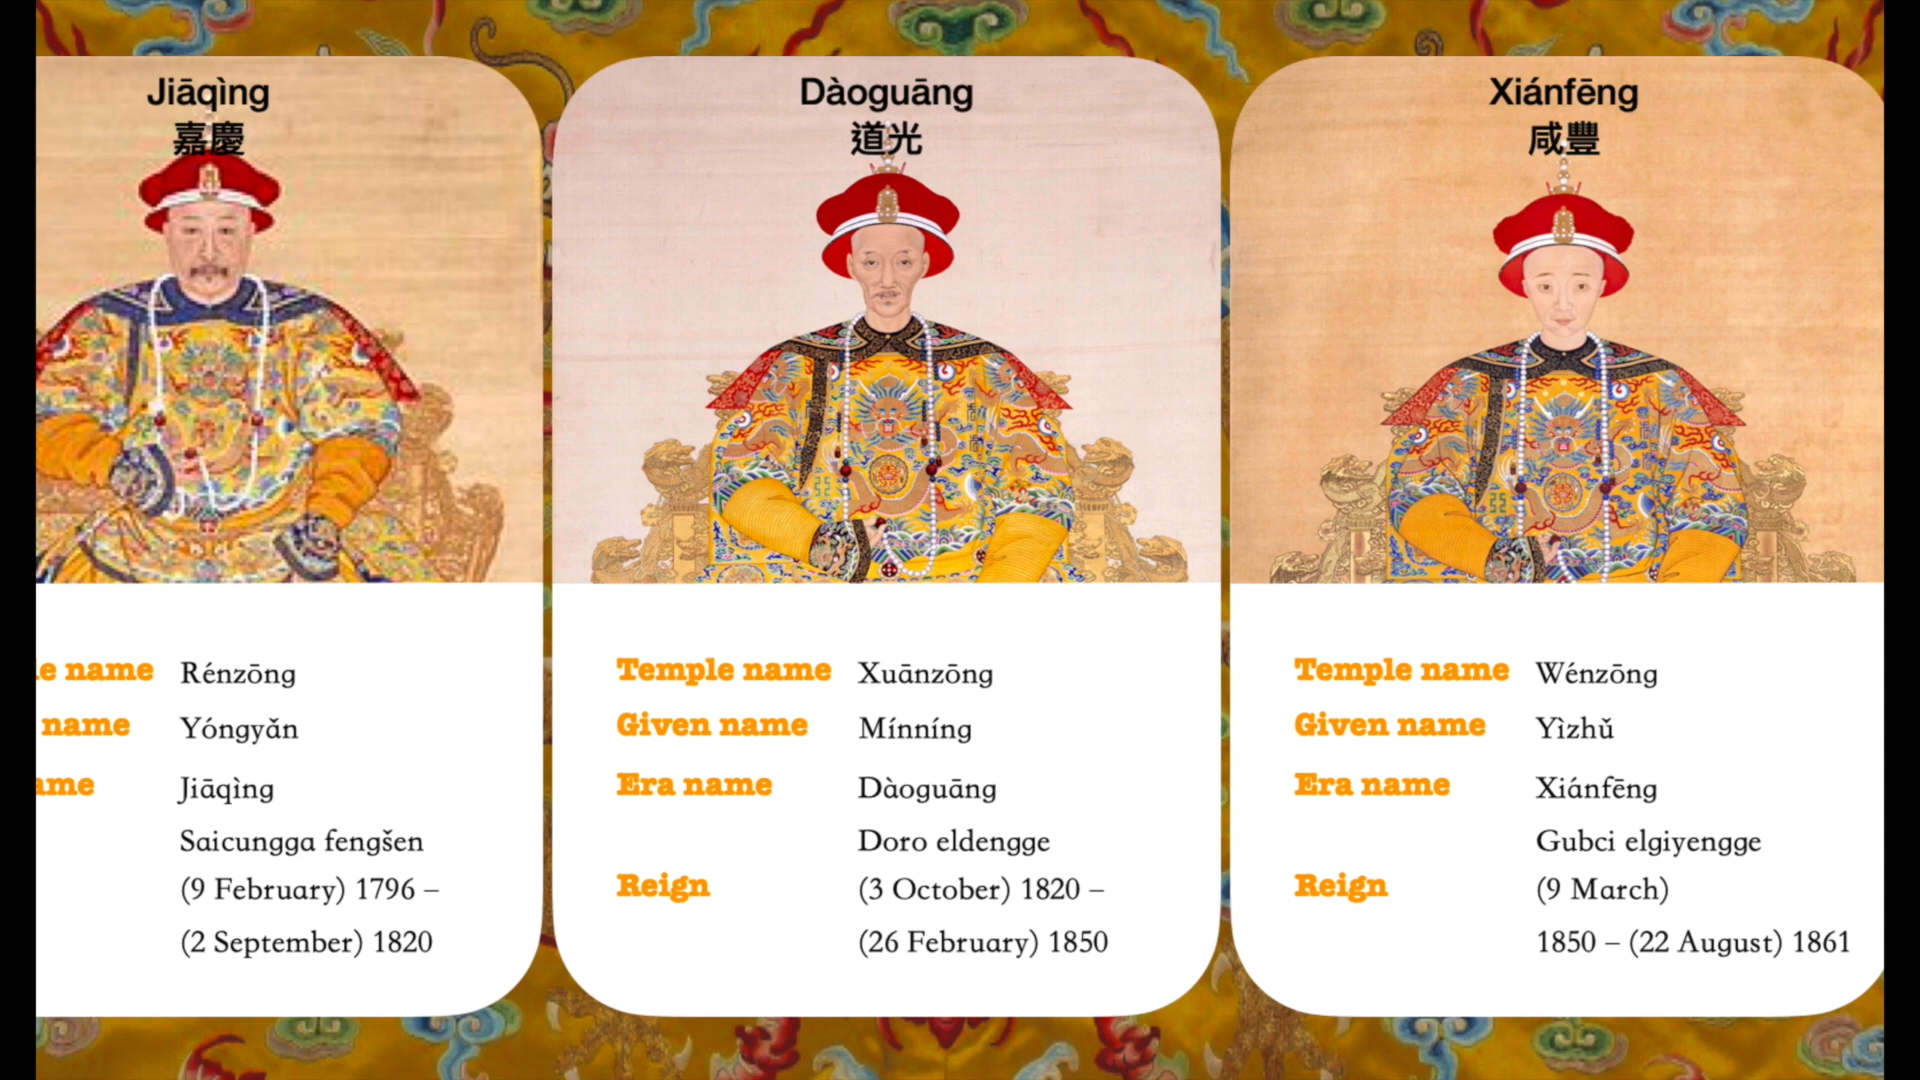 Jiāqìng
嘉慶
e name Rénzōng
name Yóngyǎn
ame Jiāqìng
Saicungga fengšen
(9 February) 1796 –
(2 September) 1820
Dàoguāng
道光
Temple name Xuānzōng
Given name Mínníng
Era name Dàoguāng
Doro eldengge
Reign (3 October) 1820 –
(26 February) 1850
Xiánfēng
咸豐
Temple name Wénzōng
Given name Yìzhǔ
Era name Xiánfēng
Gubci elgiyengge
Reign (9 March)
1850 – (22 August) 1861